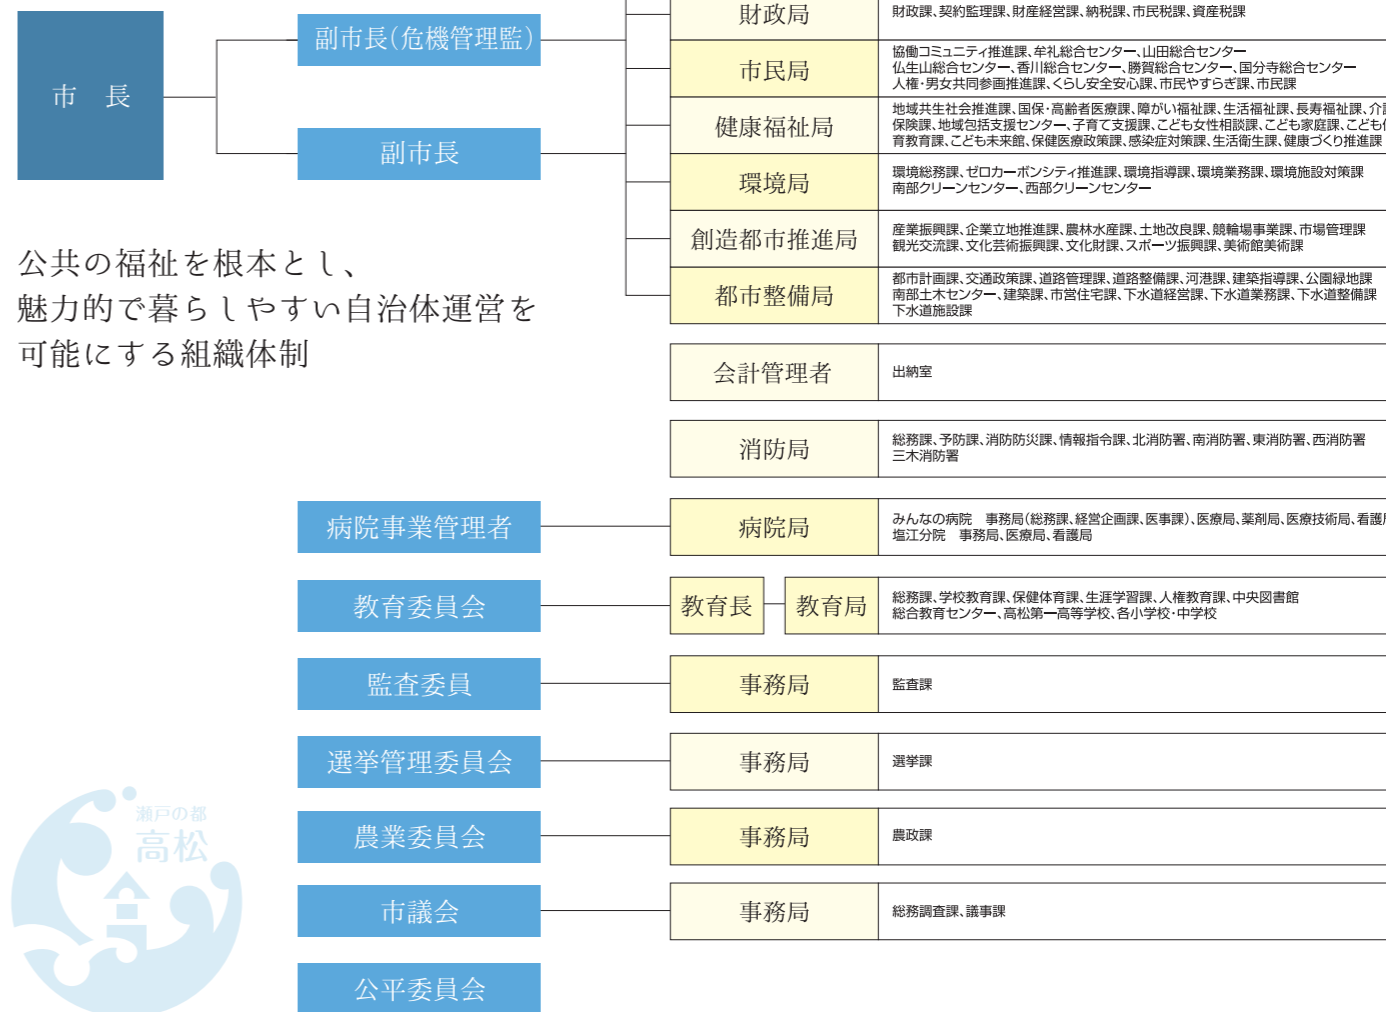 市 長
副市長(危機管理監)
副市長
公共の福祉を根本とし、
魅力的で暮らしやすい自治体運営を
可能にする組織体制
財政局
財政課、契約監理課、財産経営課、納税課、市民税課、資産税課
市民局
協働コミュニティ推進課、牟礼総合センター、山田総合センター
仏生山総合センター、香川総合センター、勝賀総合センター、国分寺総合センター
人権・男女共同参画推進課、くらし安全安心課、市民やすらぎ課、市民課
健康福祉局
地域共生社会推進課、国保・高齢者医療課、障がい福祉課、生活福祉課、長寿福祉課、介
保険課、地域包括支援センター、子育て支援課、こども女性相談課、こども家庭課、こども
育教育課、こども未来館、保健医療政策課、感染症対策課、生活衛生課、健康づくり推進課
環境局
環境総務課、ゼロカーボンシティ推進課、環境指導課、環境業務課、環境施設対策課
南部クリーンセンター、西部クリーンセンター
創造都市推進局
産業振興課、企業立地推進課、農林水産課、土地改良課、競輪場事業課、市場管理課
観光交流課、文化芸術振興課、文化財課、スポーツ振興課、美術館美術課
都市整備局
都市計画課、交通政策課、道路管理課、道路整備課、河港課、建築指導課、公園緑地課
南部土木センター、建築課、市営住宅課、下水道経営課、下水道業務課、下水道整備課
下水道施設課
会計管理者
出納室
消防局
総務課、予防課、消防防災課、情報指令課、北消防署、南消防署、東消防署、西消防署
三木消防署
病院事業管理者
病院局
みんなの病院 事務局(総務課、経営企画課、医事課)、医療局、薬剤局、医療技術局、看護
塩江分院 事務局、医療局、看護局
教育委員会
教育長
教育局
総務課、学校教育課、保健体育課、生涯学習課、人権教育課、中央図書館
総合教育センター、高松第一高等学校、各小学校・中学校
監査委員
事務局
監査課
選挙管理委員会
事務局
選挙課
農業委員会
事務局
農政課
市議会
事務局
総務調査課、議事課
公平委員会
瀬戸の都
高松